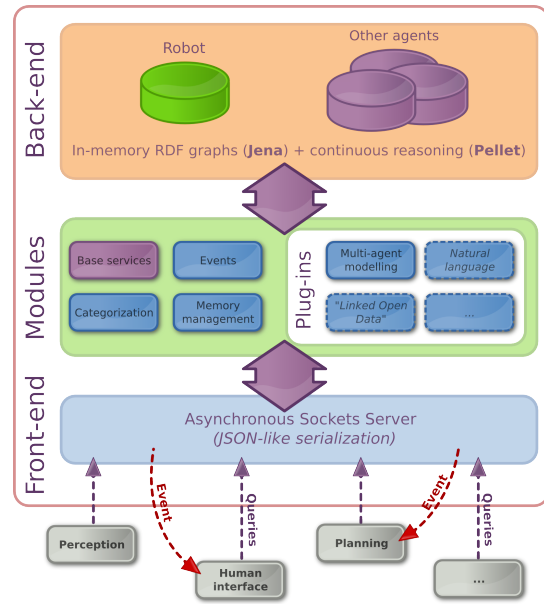 Back-end
Robot
Other agents
In-memory RDF graphs (Jena) + continuous reasoning (Pellet)
Modules
Base services
Events
Categorization
Memory
management
Plug-ins
Multi-agent
modelling
Natural
language
"Linked Open
Data"
...
Front-end
Asynchronous Sockets Server
(JSON-like serialization)
Event
Queries
Event
Queries
Perception
Human
interface
Planning
...